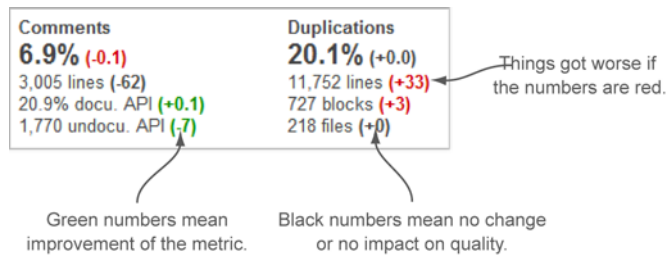 Comments
6.9% (-0.1)
3,005 lines (-62)
20.9% docu. API (+0.1)
1,770 undocu. API (-7)
Duplications
20.1% (+0.0)
11,752 lines (+33)
727 blocks (+3)
218 files (+0)
Things got worse if
the numbers are red.
Green numbers mean
improvement of the metric.
Black numbers mean no change
or no impact on quality.